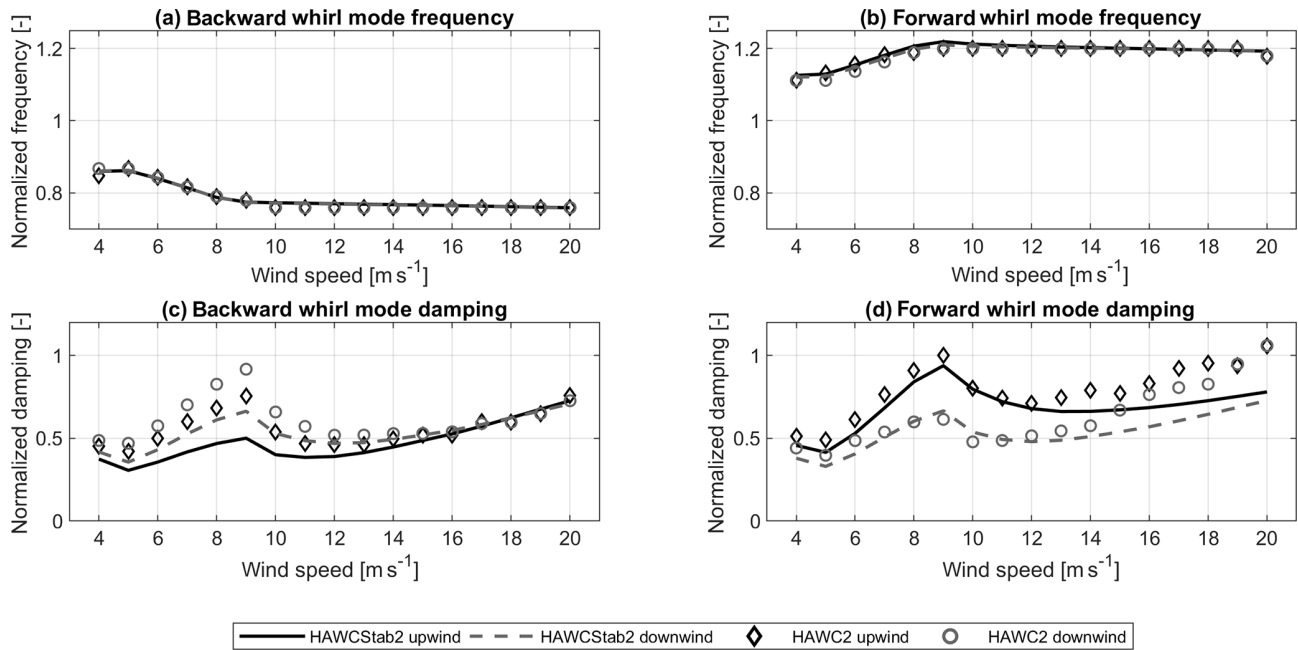 (a) Backward whirl mode frequency
Normalized frequency [-]
1.2
1
0.8
4 6 8 10 12 14 16 18 20
Wind speed [m s-1]
(b) Forward whirl mode frequency
Normalized frequency [-]
1.2
1
0.8
4 6 8 10 12 14 16 18 20
Wind speed [m s-1]
(c) Backward whirl mode damping
Normalized damping [-]
1
0.5
0
4 6 8 10 12 14 16 18 20
Wind speed [m s-1]
(d) Forward whirl mode damping
Normalized damping [-]
1
0.5
0
4 6 8 10 12 14 16 18 20
Wind speed [m s-1]
HAWCStab2 upwind HAWCStab2 downwind HAWC2 upwind HAWC2 downwind